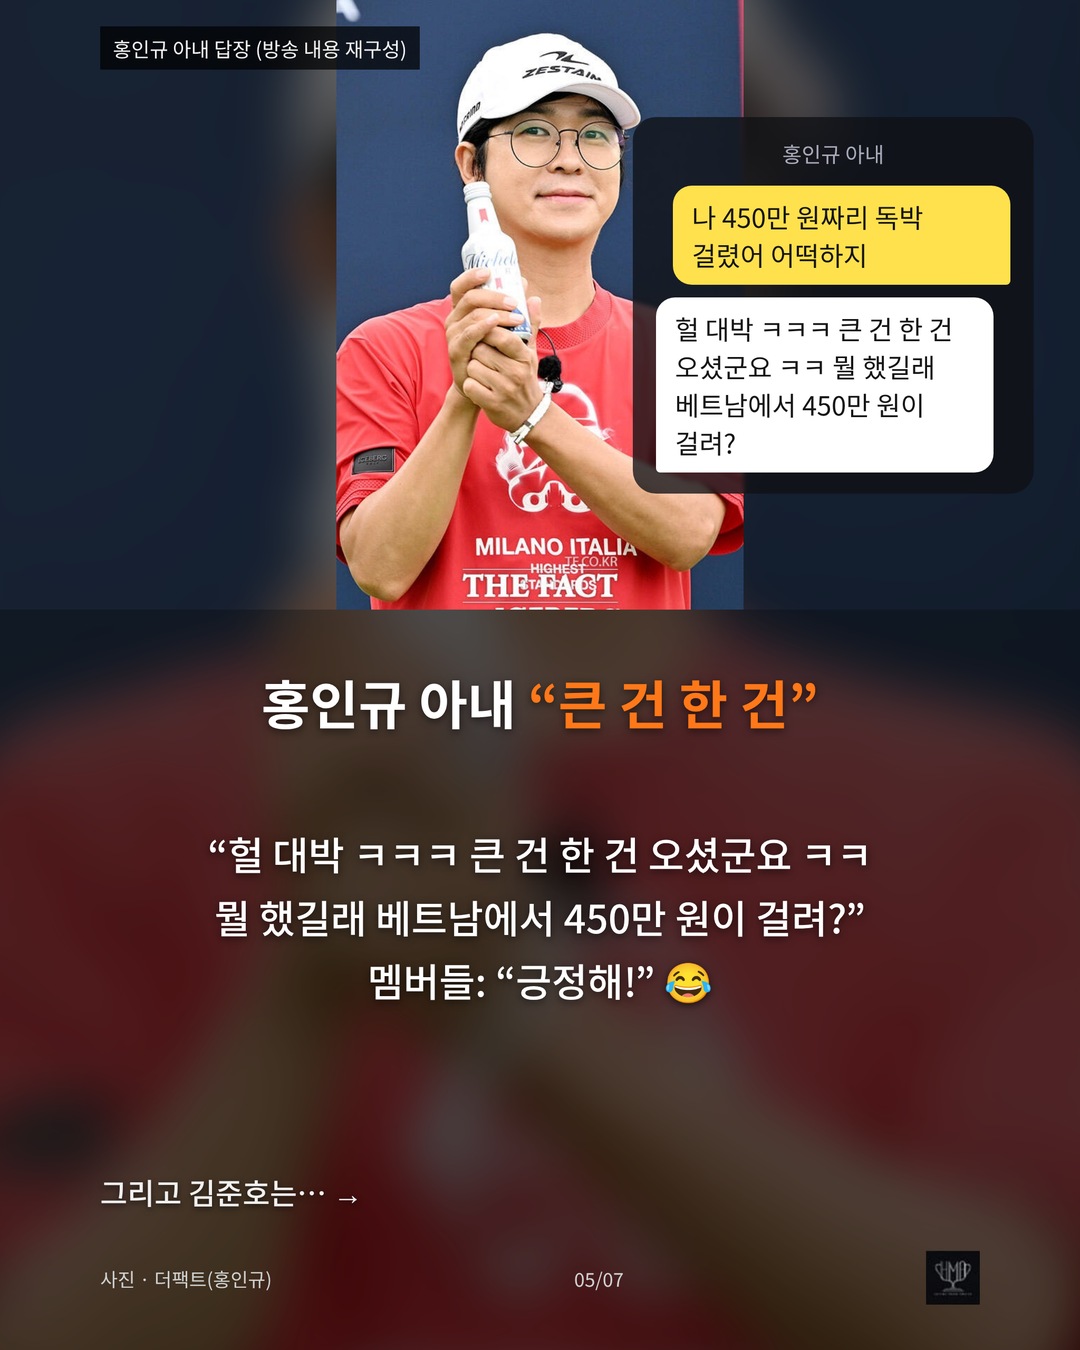 홍인규 아내 답장 (방송 내용 재구성)
ZESTAIM
홍인규 아내
나 450만 원짜리 독박
걸렸어 어떡하지
헐 대박 ㅋㅋㅋ 큰 건 한 건
오셨군요 ㅋㅋ 뭘 했길래
베트남에서 450만 원이
걸려?
ICEBERG
MILANO ITALIA
TF.CO.KR
HIGHEST
STANDARDS
THE FACT
홍인규 아내 “큰 건 한 건”
“헐 대박 ㅋㅋㅋ 큰 건 한 건 오셨군요 ㅋㅋ
뭘 했길래 베트남에서 450만 원이 걸려?”
멤버들: “긍정해!” 😂
그리고 김준호는… →
사진 · 더팩트(홍인규)
05/07